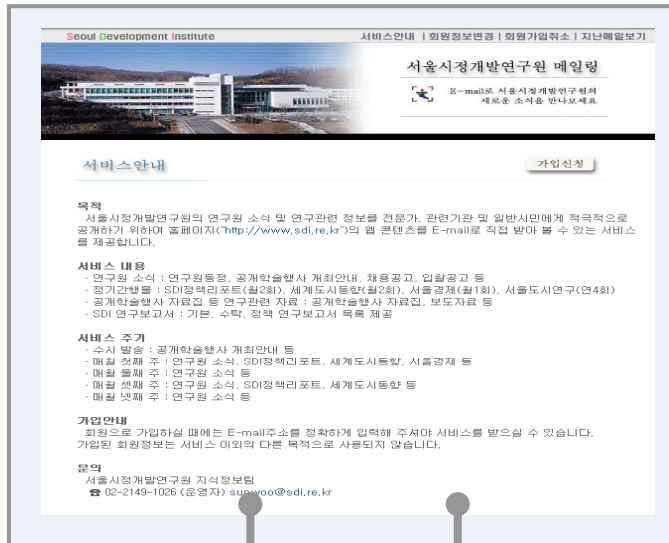 Seoul Development Institute
서비스안내 | 회원정보변경 | 회원가입취소 | 지난메일보기
서울시정개발연구원 메일링
E-mail로 서울시정개발연구원의
새로운 소식을 만나보세요
서비스안내
가입신청
목적
서울시정개발연구원의 연구원 소식 및 연구관련 정보를 전문가, 관련기관 및 일반시민에게 적극적으로
공개하기 위하여 홈페이지("http://www.sdi.re.kr")의 웹 콘텐츠를 E-mail로 직접 받아 볼 수 있는 서비스
를 제공합니다.
서비스 내용
- 연구원 소식 : 연구원동정, 공개학술행사 개최안내, 채용공고, 입찰공고 등
- 정기간행물 : SDI정책리포트(월2회), 세계도시동향(월2회), 서울경제(월1회), 서울도시연구(연4회)
- 공개학술행사 자료집 등 연구관련 자료 : 공개학술행사 자료집, 보도자료 등
- SDI 연구보고서 : 기본, 수탁, 정책 연구보고서 목록 제공
서비스 주기
- 수시 발송 : 공개학술행사 개최안내 등
- 매월 첫째 주 : 연구원 소식, SDI정책리포트, 세계도시동향, 서울경제 등
- 매월 둘째 주 : 연구원 소식 등
- 매월 셋째 주 : 연구원 소식, SDI정책리포트, 세계도시동향 등
- 매월 넷째 주 : 연구원 소식 등
가입안내
회원으로 가입하실 때에는 E-mail주소를 정확하게 입력해 주셔야 서비스를 받으실 수 있습니다.
가입된 회원정보는 서비스 이외의 다른 목적으로 사용되지 않습니다.
문의
서울시정개발연구원 지식정보팀
☎ 02-2149-1026 (운영자) sunwoo@sdi.re.kr